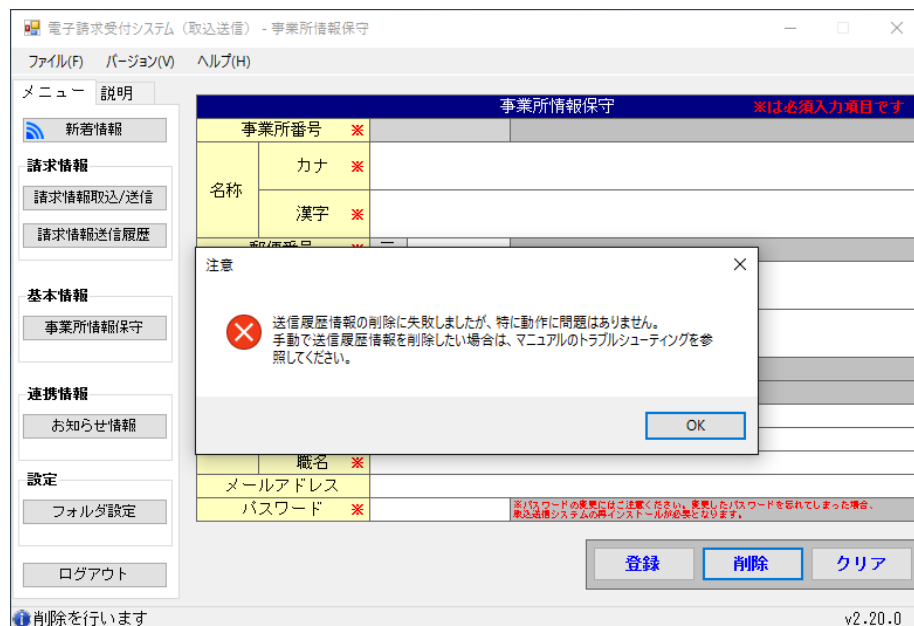 電子請求受付システム（取込送信） - 事業所情報保守
ファイル(F) バージョン(V) ヘルプ(H)
メニュー 説明
新着情報
請求情報
請求情報取込/送信
請求情報送信履歴
基本情報
事業所情報保守
連携情報
お知らせ情報
設定
フォルダ設定
ログアウト
事業所情報保守 ※は必須入力項目です
事業所番号 ※
名称
カナ ※
漢字 ※
郵便番号 ※ 〒
注意
送信履歴情報の削除に失敗しましたが、特に動作に問題はありません。
手動で送信履歴情報を削除したい場合は、マニュアルのトラブルシューティングを参
照してください。
OK
職名 ※
メールアドレス
パスワード ※
※パスワードの変更にはご注意ください。変更したパスワードを忘れてしまった場合、
取込送信システムの再インストールが必要となります。
登録 削除 クリア
削除を行います v2.20.0